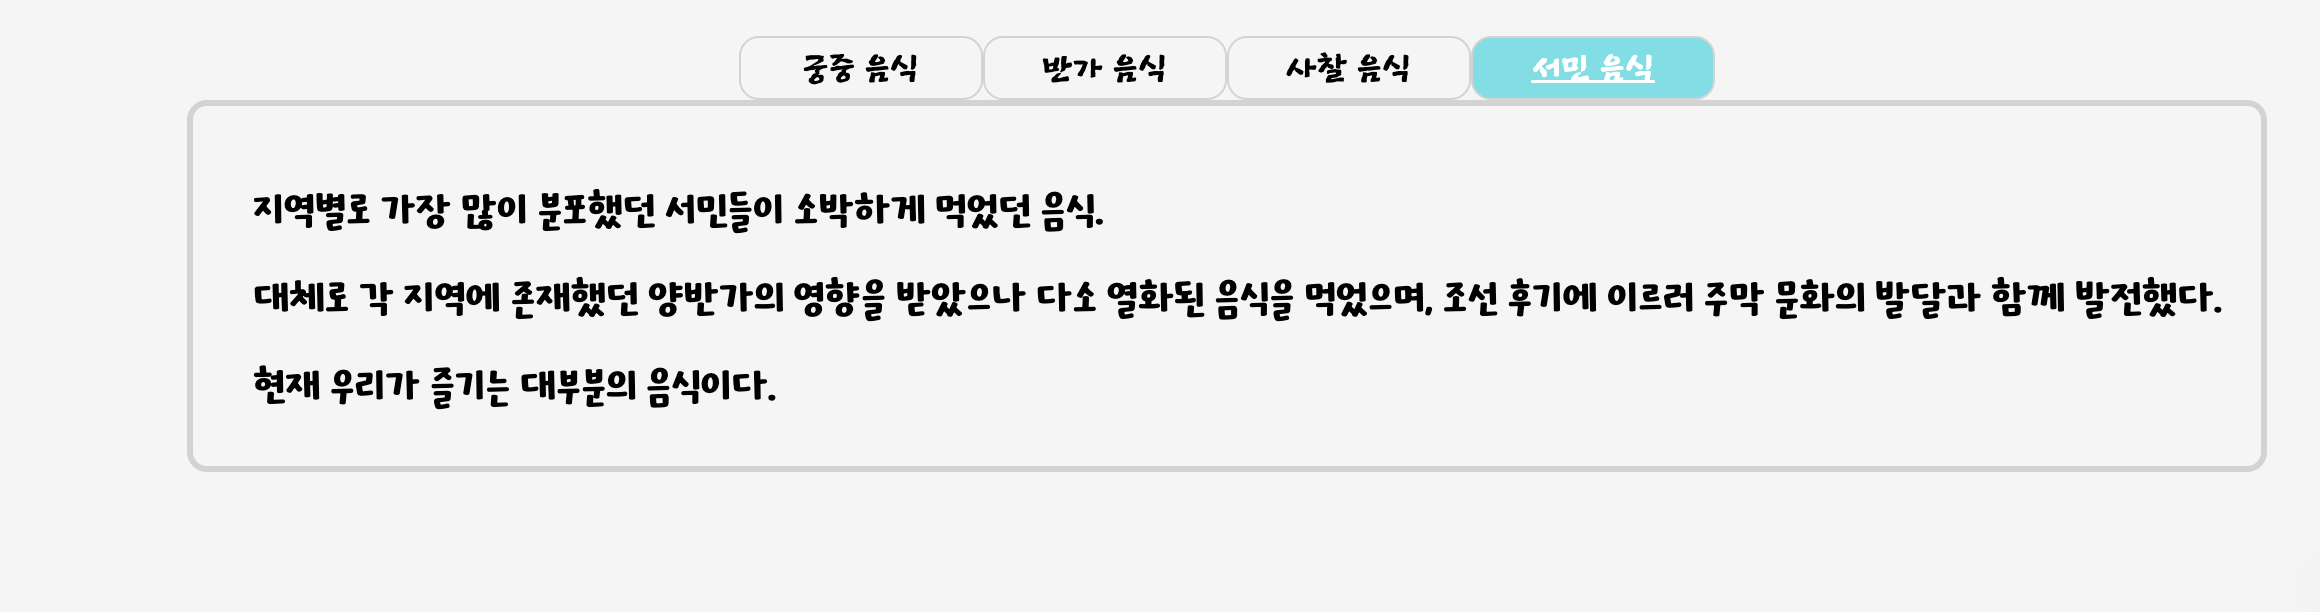 궁중 음식 반가 음식 사찰 음식 서민 음식
지역별로 가장 많이 분포했던 서민들이 소박하게 먹었던 음식.
대체로 각 지역에 존재했던 양반가의 영향을 받았으나 다소 열화된 음식을 먹었으며, 조선 후기에 이르러 주막 문화의 발달과 함께 발전했다.
현재 우리가 즐기는 대부분의 음식이다.